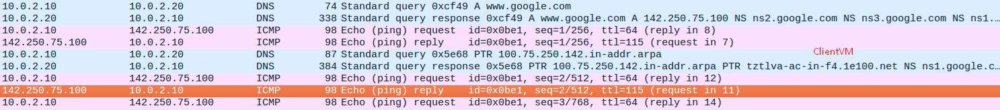 10.0.2.10 10.0.2.20 DNS 74 Standard query 0xcf49 A www.google.com
10.0.2.20 10.0.2.10 DNS 338 Standard query response 0xcf49 A www.google.com A 142.250.75.100 NS ns2.google.com NS ns3.google.com NS ns1.…
10.0.2.10 142.250.75.100 ICMP 98 Echo (ping) request id=0x0be1, seq=1/256, ttl=64 (reply in 8)
142.250.75.100 10.0.2.10 ICMP 98 Echo (ping) reply id=0x0be1, seq=1/256, ttl=115 (request in 7)
10.0.2.10 10.0.2.20 DNS 87 Standard query 0x5e68 PTR 100.75.250.142.in-addr.arpa
ClientVM
10.0.2.20 10.0.2.10 DNS 384 Standard query response 0x5e68 PTR 100.75.250.142.in-addr.arpa PTR tztlva-ac-in-f4.1e100.net NS ns1.google.c…
10.0.2.10 142.250.75.100 ICMP 98 Echo (ping) request id=0x0be1, seq=2/512, ttl=64 (reply in 12)
142.250.75.100 10.0.2.10 ICMP 98 Echo (ping) reply id=0x0be1, seq=2/512, ttl=115 (request in 11)
10.0.2.10 142.250.75.100 ICMP 98 Echo (ping) request id=0x0be1, seq=3/768, ttl=64 (reply in 14)